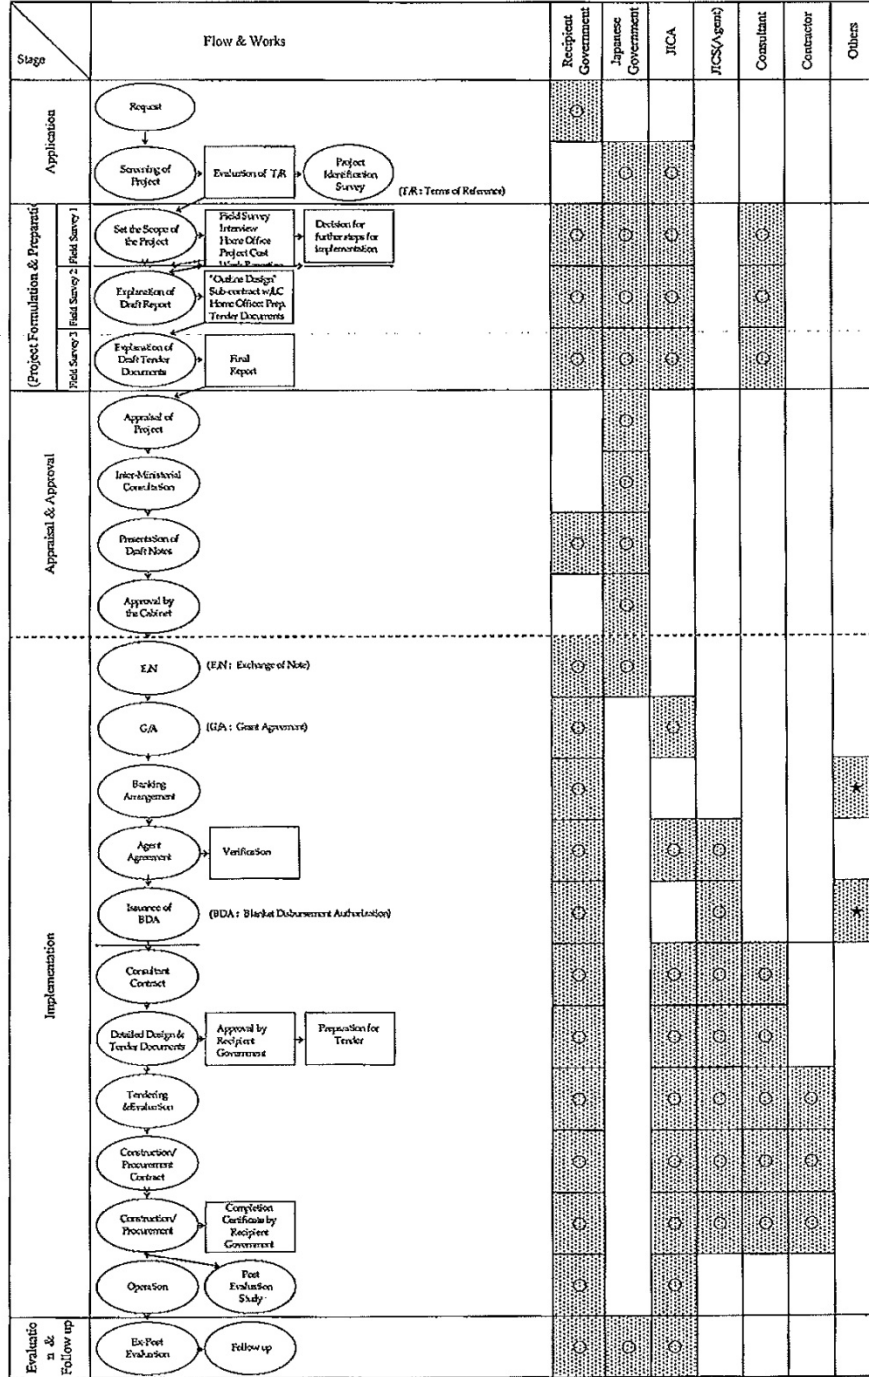 Stage
Flow & Works
Recipient
Government
Japanese
Government
JICA
JICS(Agent)
Consultant
Contractor
Others
Application
Request
Screening of
Project
Evaluation of T/R
Project
Identification
Survey
(T/R : Terms of Reference)
(Project Formulation & Preparati
Field Survey 1
Set the Scope of
the Project
Field Survey
Interview
Home Office
Project Cost
Decision for
further steps for
implementation
Field Survey 2
Explanation of
Draft Report
"Outline Design"
Sub-contract w/LC
Home Office: Prep.
Tender Documents
Field Survey 3
Explanation of
Draft Tender
Documents
Final
Report
Appraisal & Approval
Appraisal of
Project
Inter-Ministerial
Consultation
Presentation of
Draft Notes
Approval by
the Cabinet
Implementation
E/N
(E/N : Exchange of Note)
G/A
(G/A : Grant Agreement)
Banking
Arrangement
Agent
Agreement
Verification
Issuance of
BDA
(BDA : Blanket Disbursement Authorization)
Consultant
Contract
Detailed Design &
Tender Documents
Approval by
Recipient
Government
Preparation for
Tender
Tendering
&Evaluation
Construction/
Procurement
Contract
Construction/
Procurement
Completion
Certificate by
Recipient
Government
Operation
Post
Evaluation
Study
Evaluatio
n &
Follow up
Ex-Post
Evaluation
Follow up